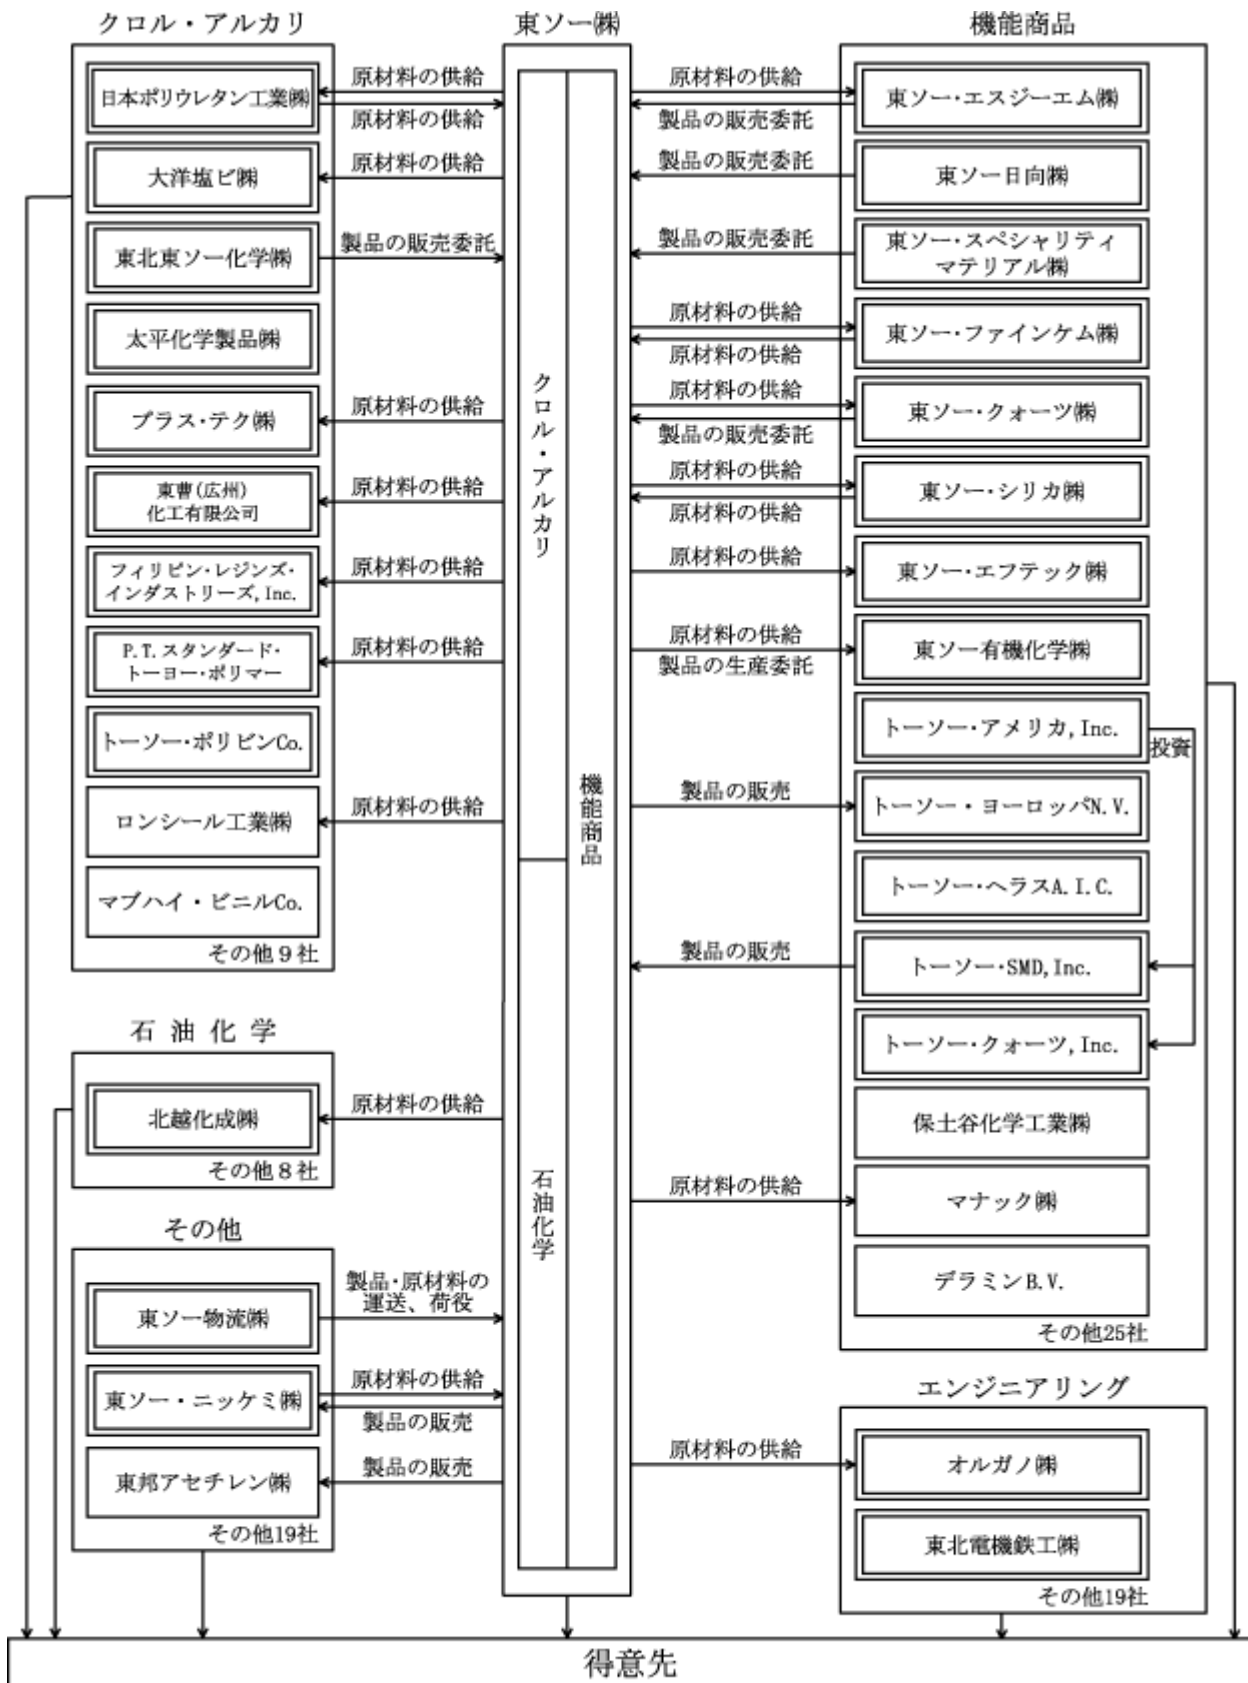 クロル・アルカリ
日本ポリウレタン工業㈱
大洋塩ビ㈱
東北東ソー化学㈱
太平化学製品㈱
プラス・テク㈱
東曹(広州)
化工有限公司
フィリピン・レジンズ・
インダストリーズ, Inc.
P.T.スタンダード・
トーヨー・ポリマー
トーソー・ポリビンCo.
ロンシール工業㈱
マブハイ・ビニルCo.
その他9社
石油化学
北越化成㈱
その他8社
その他
東ソー物流㈱
東ソー・ニッケミ㈱
東邦アセチレン㈱
その他19社
原材料の供給
原材料の供給
原材料の供給
製品の販売委託
原材料の供給
原材料の供給
原材料の供給
原材料の供給
原材料の供給
原材料の供給
製品・原材料の
運送、荷役
原材料の供給
製品の販売
製品の販売
東ソー㈱
クロル・アルカリ
石油化学
機能商品
原材料の供給
製品の販売委託
製品の販売委託
製品の販売委託
原材料の供給
原材料の供給
原材料の供給
製品の販売委託
原材料の供給
原材料の供給
原材料の供給
原材料の供給
製品の生産委託
製品の販売
製品の販売
原材料の供給
原材料の供給
機能商品
東ソー・エスジーエム㈱
東ソー日向㈱
東ソー・スペシャリティ
マテリアル㈱
東ソー・ファインケム㈱
東ソー・クォーツ㈱
東ソー・シリカ㈱
東ソー・エフテック㈱
東ソー有機化学㈱
トーソー・アメリカ, Inc.
投資
トーソー・ヨーロッパN.V.
トーソー・ヘラスA.I.C.
トーソー・SMD, Inc.
トーソー・クォーツ, Inc.
保土谷化学工業㈱
マナック㈱
デラミンB.V.
その他25社
エンジニアリング
オルガノ㈱
東北電機鉄工㈱
その他19社
得意先